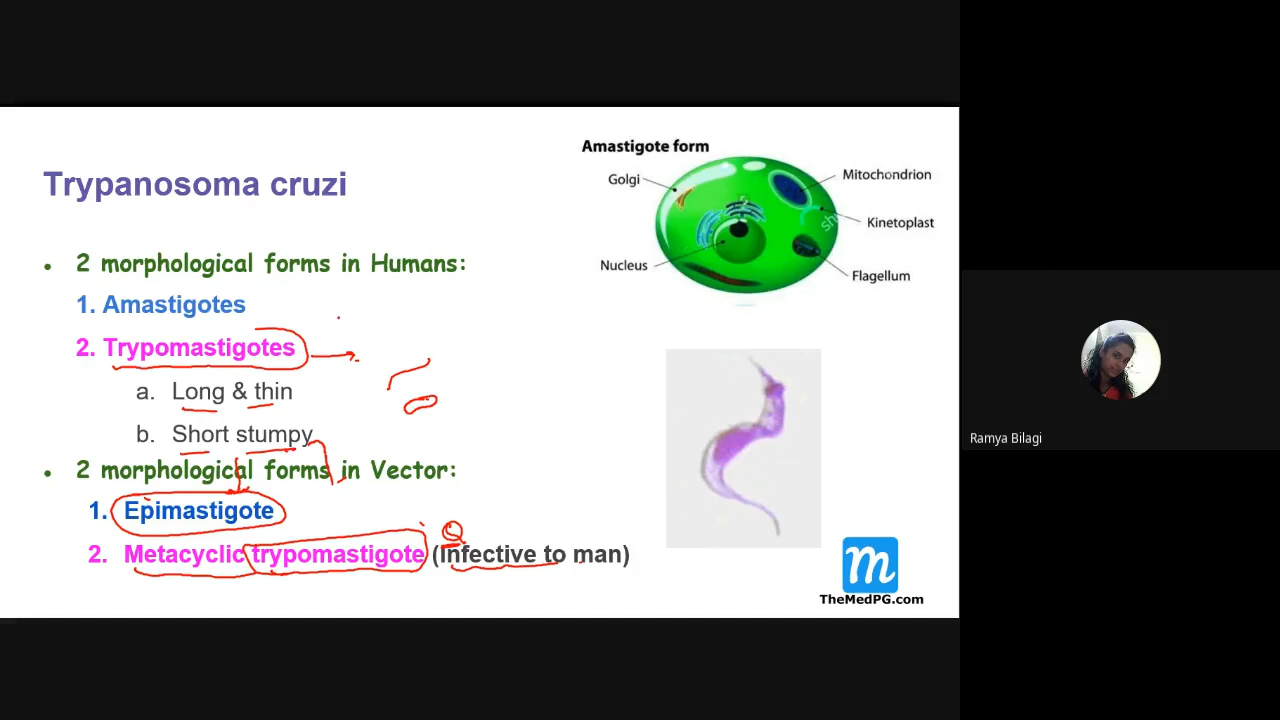 Trypanosoma cruzi
• 2 morphological forms in Humans:
1. Amastigotes
2. Trypomastigotes
a. Long & thin
b. Short stumpy
• 2 morphological forms in Vector:
1. Epimastigote
Q
2. Metacyclic trypomastigote (Infective to man)
Amastigote form
Golgi
Mitochondrion
Kinetoplast
Nucleus
Flagellum
m
TheMedPG.com
Ramya Bilagi